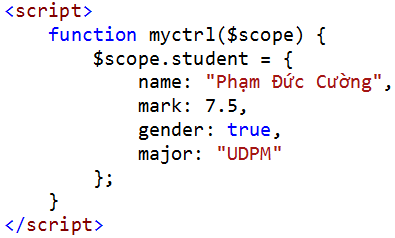 <script>
function myctrl($scope) {
$scope.student = {
name: "Phạm Đức Cường",
mark: 7.5,
gender: true,
major: "UDPM"
};
}
</script>